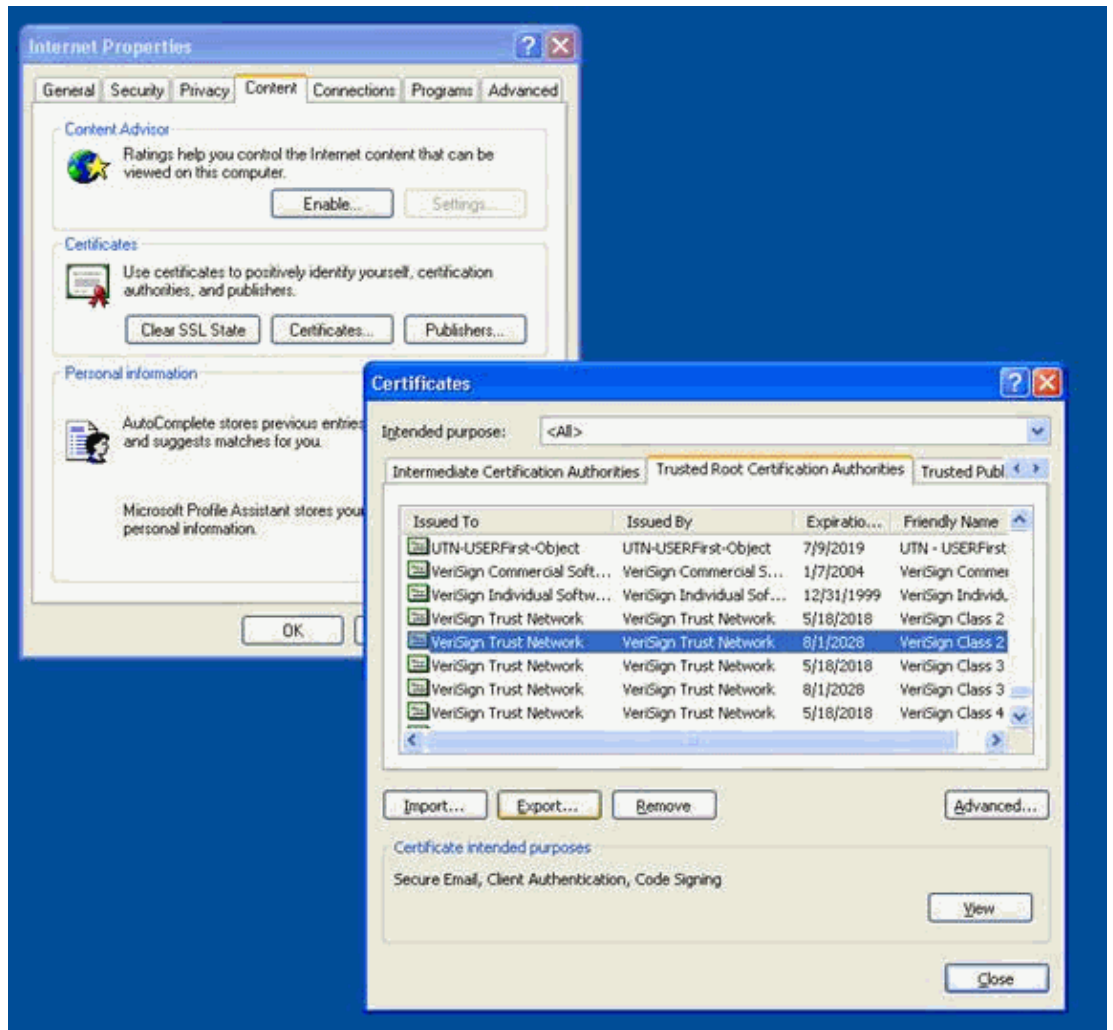 Internet Properties
General Security Privacy Content Connections Programs Advanced
Content Advisor
Ratings help you control the Internet content that can be
viewed on this computer.
Enable... Settings...
Certificates
Use certificates to positively identify yourself, certification
authorities, and publishers.
Clear SSL State Certificates... Publishers...
Personal information
AutoComplete stores previous entries
and suggests matches for you.
Microsoft Profile Assistant stores your
personal information.
OK
Certificates
Intended purpose: <All>
Intermediate Certification Authorities Trusted Root Certification Authorities Trusted Publ
Issued To Issued By Expiratio... Friendly Name
UTN-USERFirst-Object UTN-USERFirst-Object 7/9/2019 UTN - USERFirst
VeriSign Commercial Soft... VeriSign Commercial S... 1/7/2004 VeriSign Commer
VeriSign Individual Softw... VeriSign Individual Sof... 12/31/1999 VeriSign Individu
VeriSign Trust Network VeriSign Trust Network 5/18/2018 VeriSign Class 2
VeriSign Trust Network VeriSign Trust Network 8/1/2028 VeriSign Class 2
VeriSign Trust Network VeriSign Trust Network 5/18/2018 VeriSign Class 3
VeriSign Trust Network VeriSign Trust Network 8/1/2028 VeriSign Class 3
VeriSign Trust Network VeriSign Trust Network 5/18/2018 VeriSign Class 4
Import... Export... Remove Advanced...
Certificate intended purposes
Secure Email, Client Authentication, Code Signing
View
Close